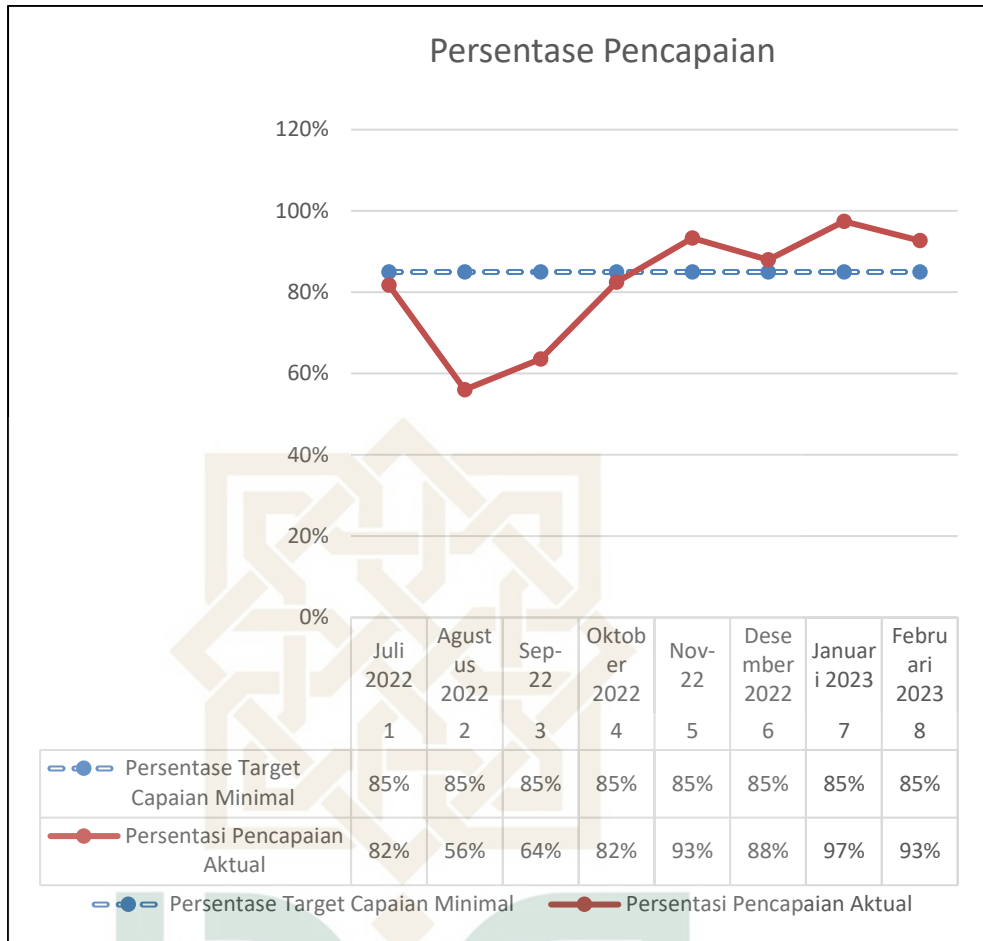 Persentase Pencapaian
120%
100%
80%
60%
40%
20%
0%
Juli
2022
Agust
us
2022
Sep-
22
Oktob
er
2022
Nov-
22
Dese
mber
2022
Januar
i 2023
Febru
ari
2023
1 2 3 4 5 6 7 8
Persentase Target
Capaian Minimal
85% 85% 85% 85% 85% 85% 85% 85%
Persentasi Pencapaian
Aktual
82% 56% 64% 82% 93% 88% 97% 93%
Persentase Target Capaian Minimal Persentasi Pencapaian Aktual